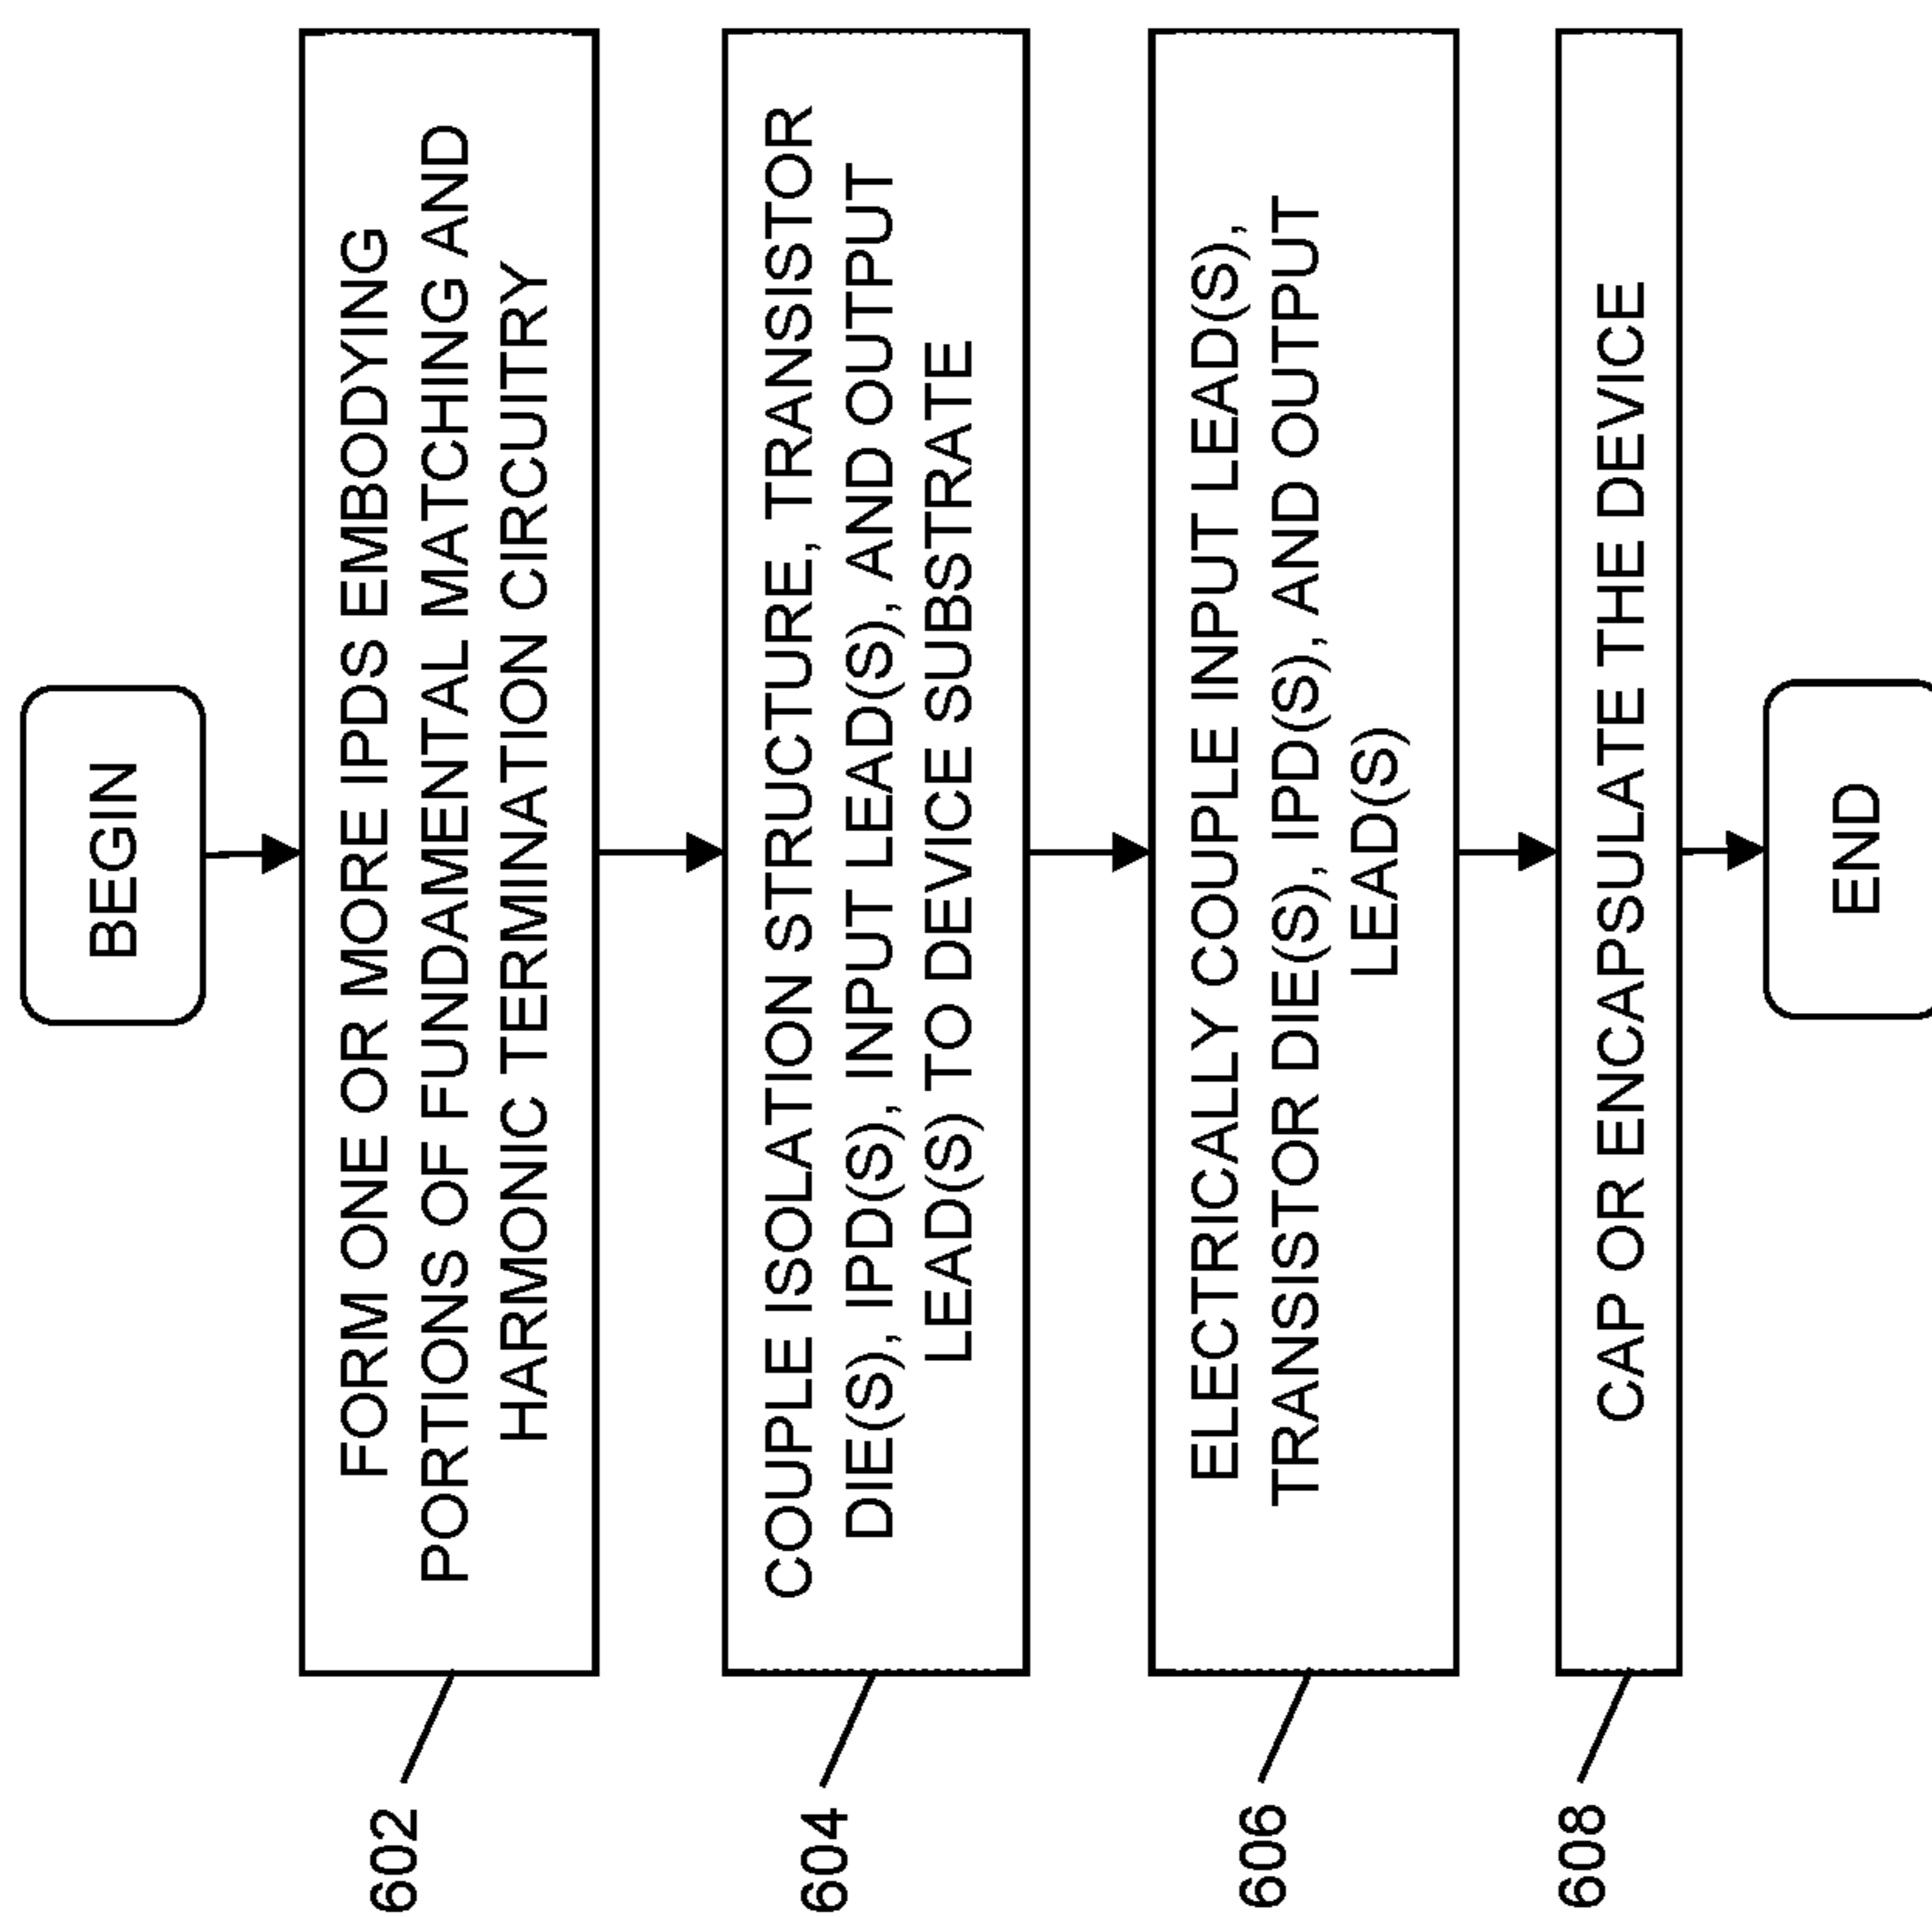 BEGIN
602
FORM ONE OR MORE IPDS EMBODYING
PORTIONS OF FUNDAMENTAL MATCHING AND
HARMONIC TERMINATION CIRCUITRY
604
COUPLE ISOLATION STRUCTURE, TRANSISTOR
DIE(S), IPD(S), INPUT LEAD(S), AND OUTPUT
LEAD(S) TO DEVICE SUBSTRATE
606
ELECTRICALLY COUPLE INPUT LEAD(S),
TRANSISTOR DIE(S), IPD(S), AND OUTPUT
LEAD(S)
608
CAP OR ENCAPSULATE THE DEVICE
END